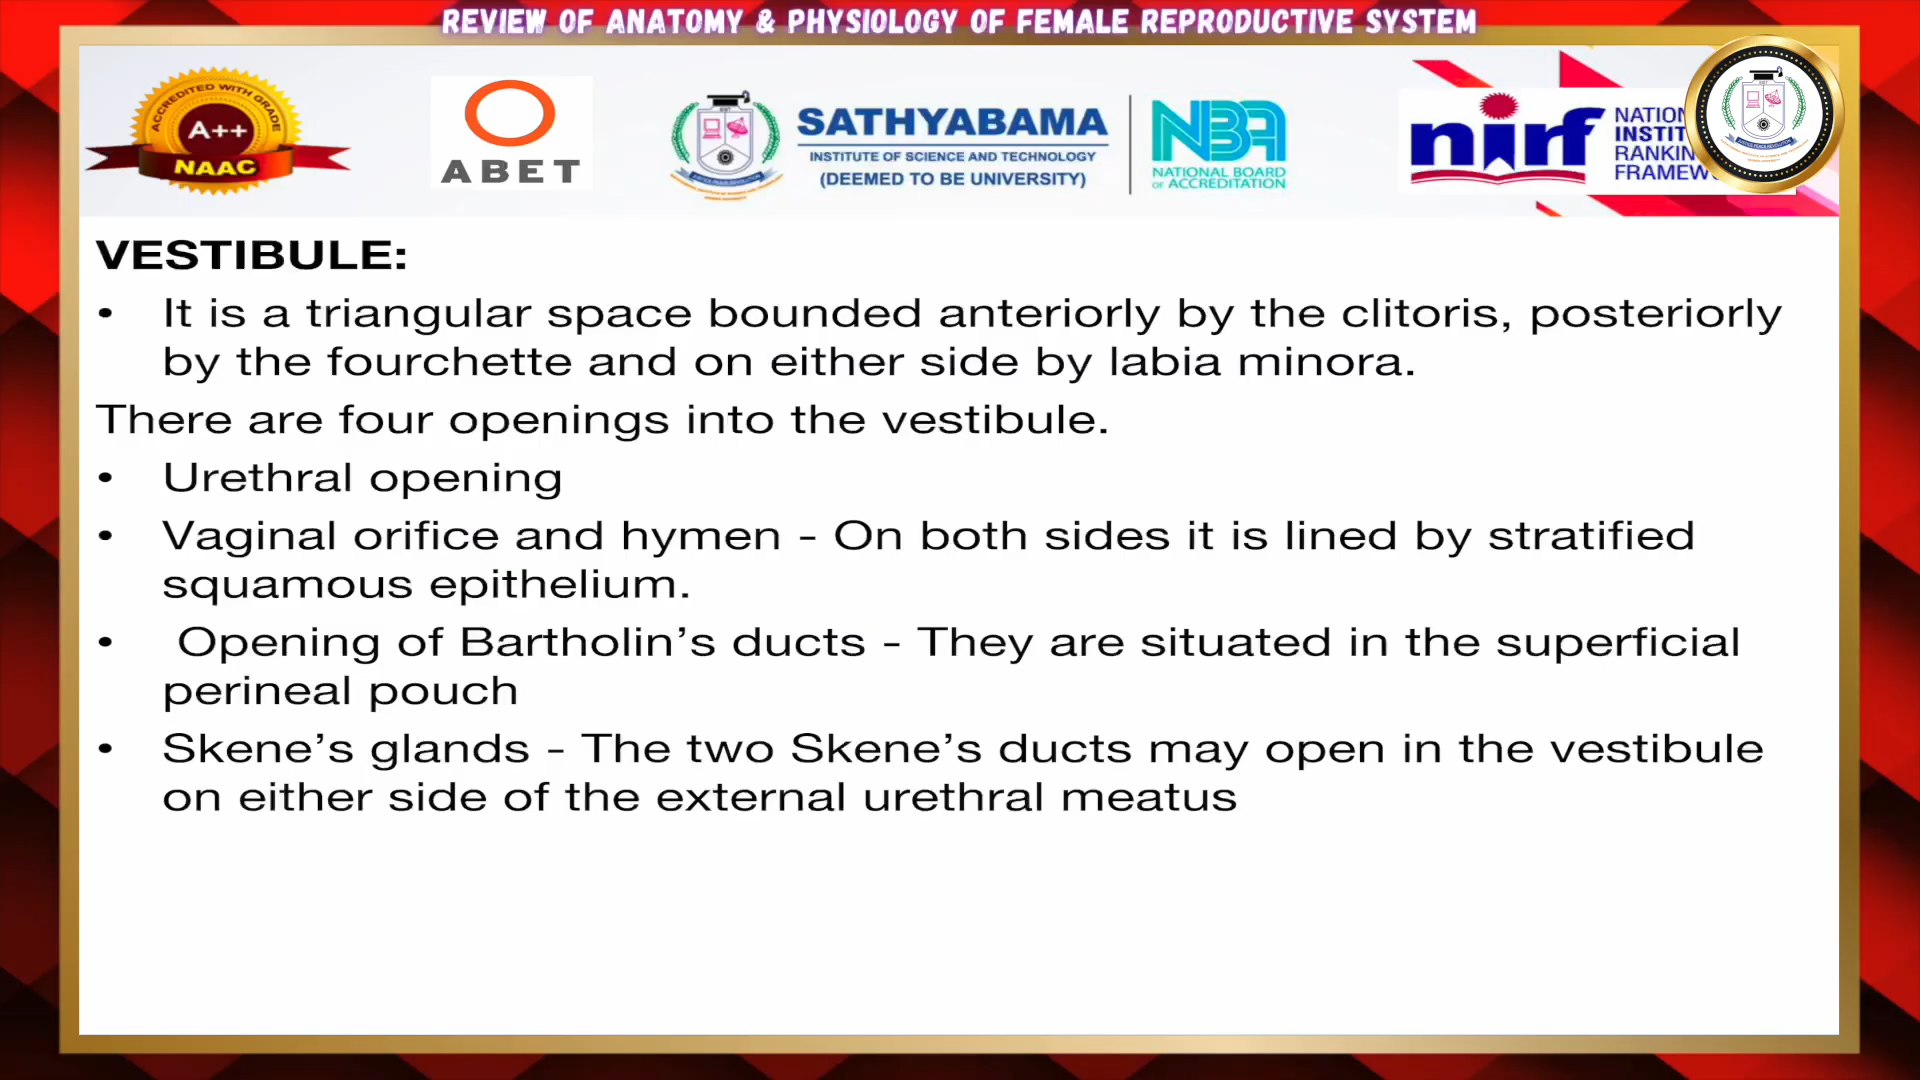 REVIEW OF ANATOMY & PHYSIOLOGY OF FEMALE REPRODUCTIVE SYSTEM
ACCREDITED WITH GRADE
A++
NAAC
ABET
SATHYABAMA
INSTITUTE OF SCIENCE AND TECHNOLOGY
(DEEMED TO BE UNIVERSITY)
NBA
NATIONAL BOARD
OF ACCREDITATION
nirf
NATION
INSTIT
RANKIN
FRAMEW
VESTIBULE:
• It is a triangular space bounded anteriorly by the clitoris, posteriorly
by the fourchette and on either side by labia minora.
There are four openings into the vestibule.
• Urethral opening
• Vaginal orifice and hymen - On both sides it is lined by stratified
squamous epithelium.
• Opening of Bartholin’s ducts - They are situated in the superficial
perineal pouch
• Skene’s glands - The two Skene’s ducts may open in the vestibule
on either side of the external urethral meatus